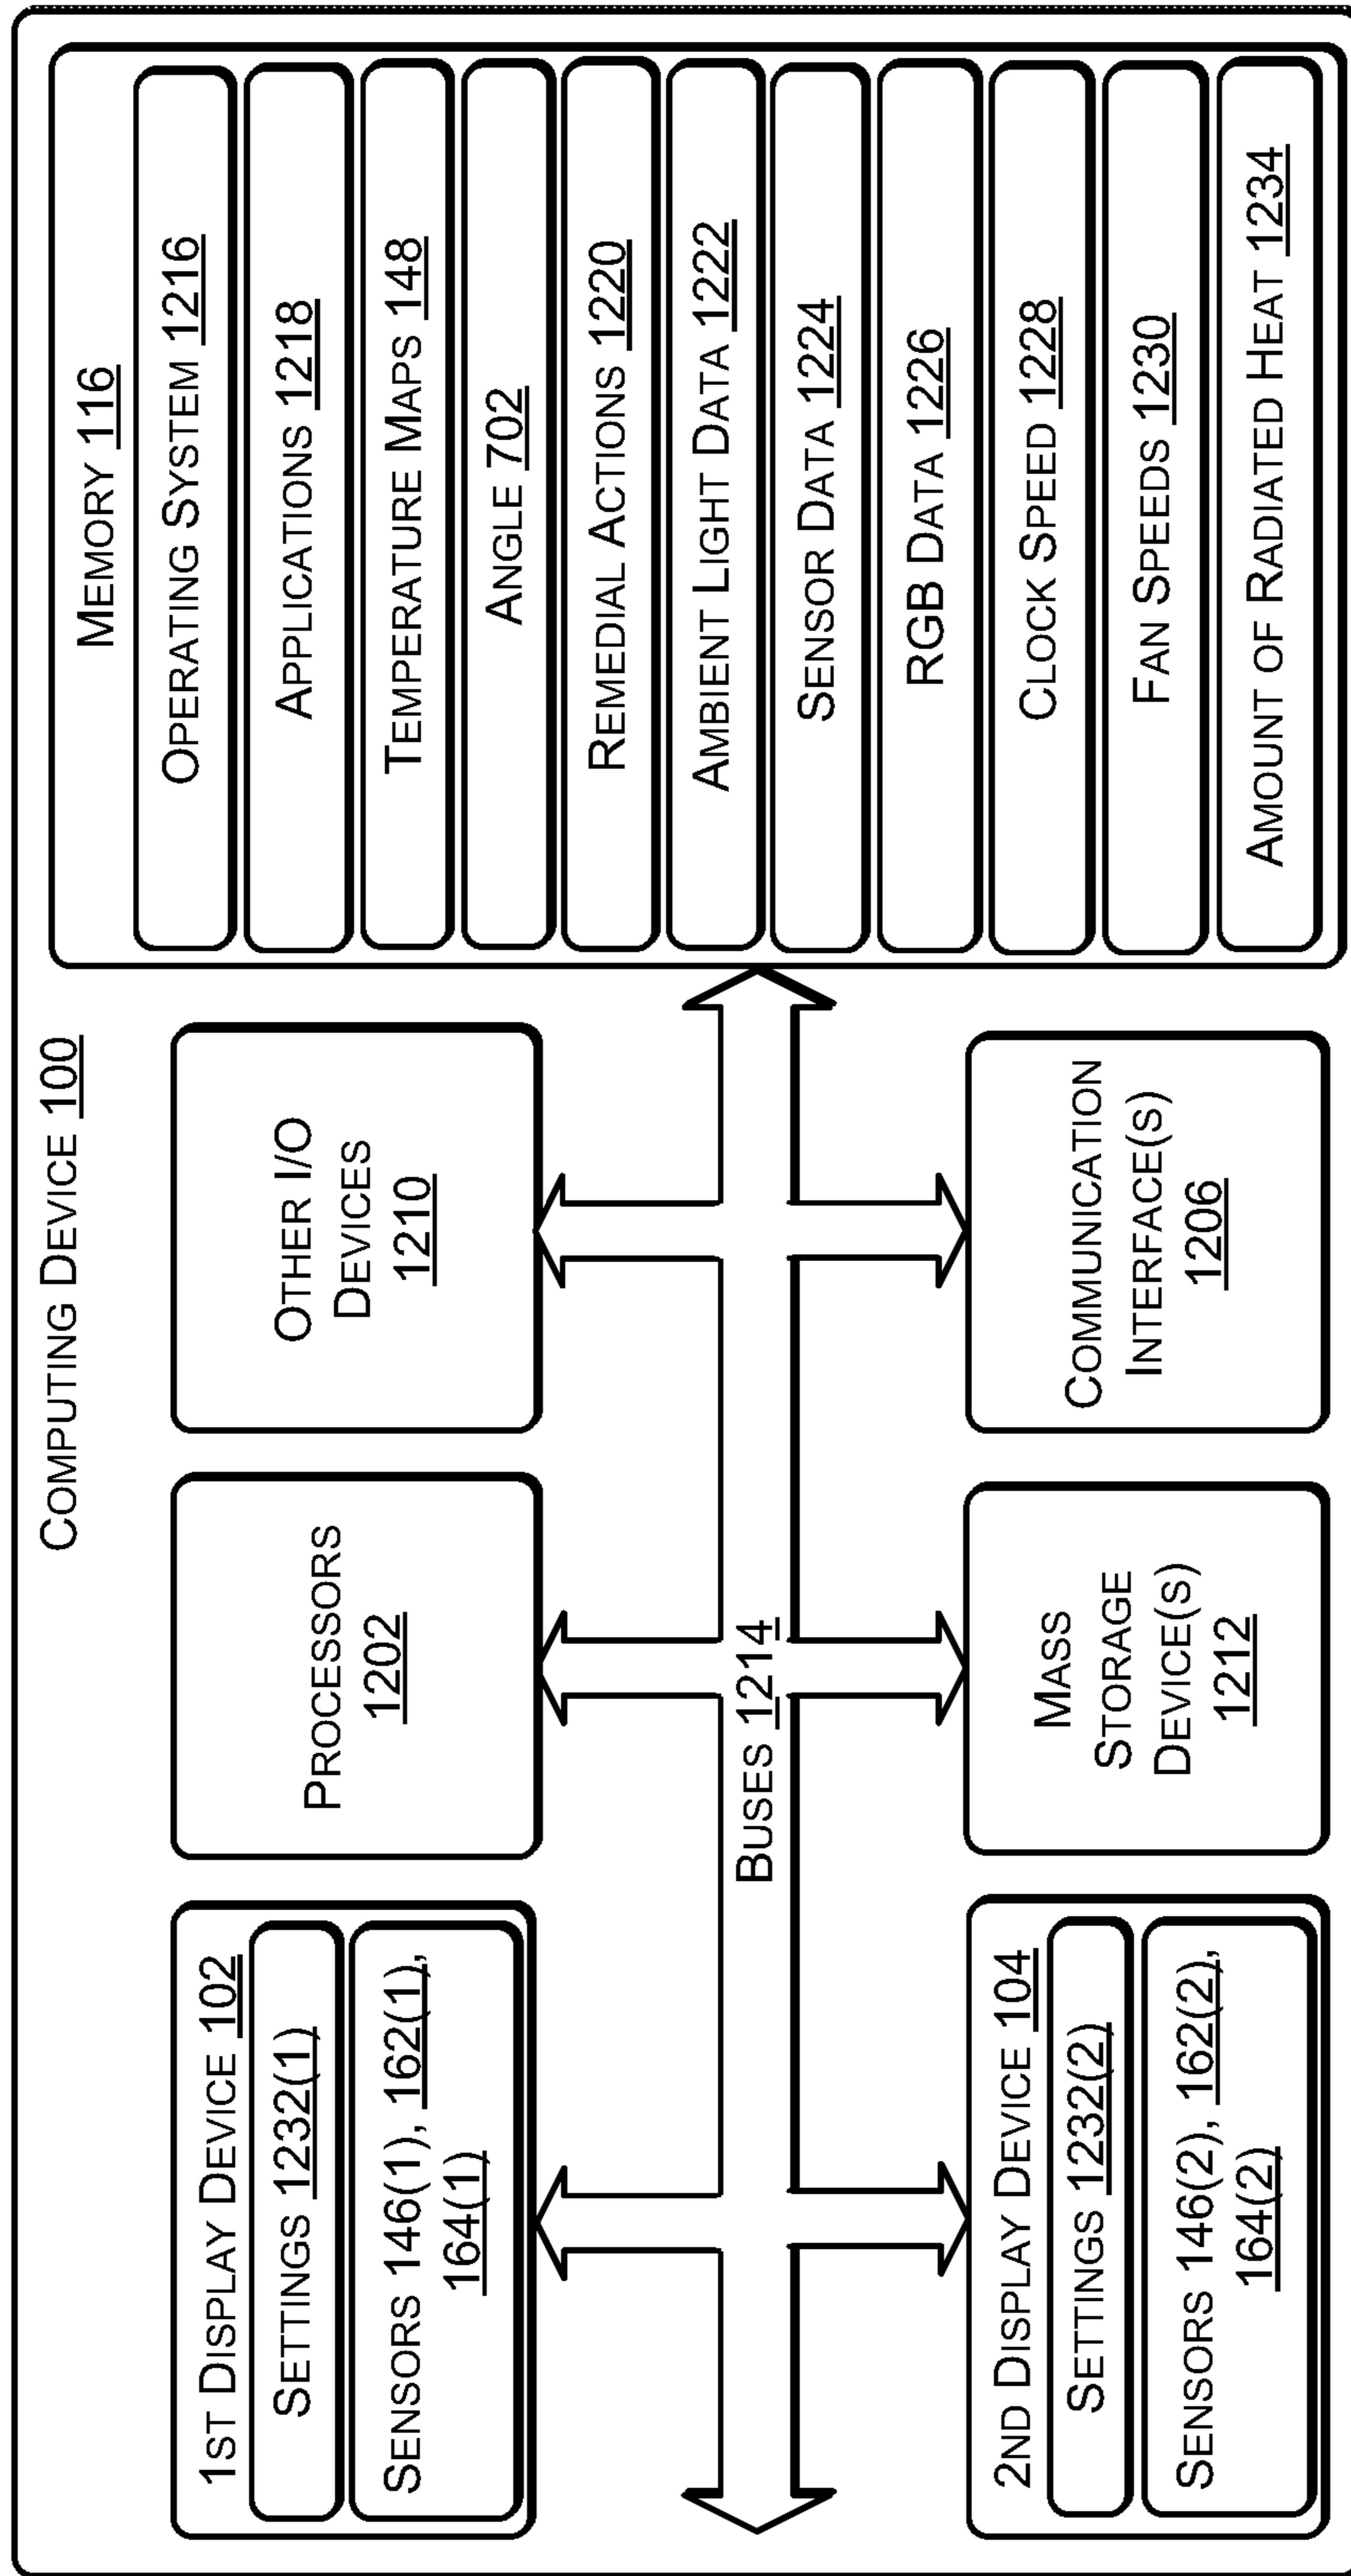 COMPUTING DEVICE 100
1ST DISPLAY DEVICE 102
SETTINGS 1232(1)
SENSORS 146(1), 162(1),
164(1)
PROCESSORS
1202
OTHER I/O
DEVICES
1210
BUSES 1214
2ND DISPLAY DEVICE 104
SETTINGS 1232(2)
SENSORS 146(2), 162(2),
164(2)
MASS
STORAGE
DEVICE(S)
1212
COMMUNICATION
INTERFACE(S)
1206
MEMORY 116
OPERATING SYSTEM 1216
APPLICATIONS 1218
TEMPERATURE MAPS 148
ANGLE 702
REMEDIAL ACTIONS 1220
AMBIENT LIGHT DATA 1222
SENSOR DATA 1224
RGB DATA 1226
CLOCK SPEED 1228
FAN SPEEDS 1230
AMOUNT OF RADIATED HEAT 1234